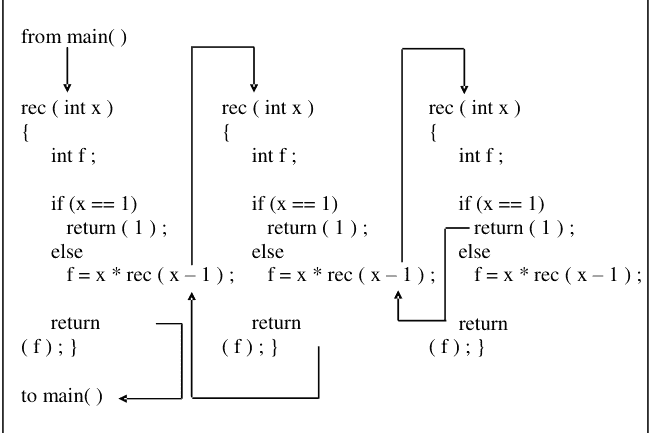 from main( )
rec ( int x )
{
int f ;
if (x == 1)
return ( 1 ) ;
else
f = x * rec ( x – 1 ) ;
return
( f ) ; }
to main( )
rec ( int x )
{
int f ;
if (x == 1)
return ( 1 ) ;
else
f = x * rec ( x – 1 ) ;
return
( f ) ; }
rec ( int x )
{
int f ;
if (x == 1)
return ( 1 ) ;
else
f = x * rec ( x – 1 ) ;
return
( f ) ; }